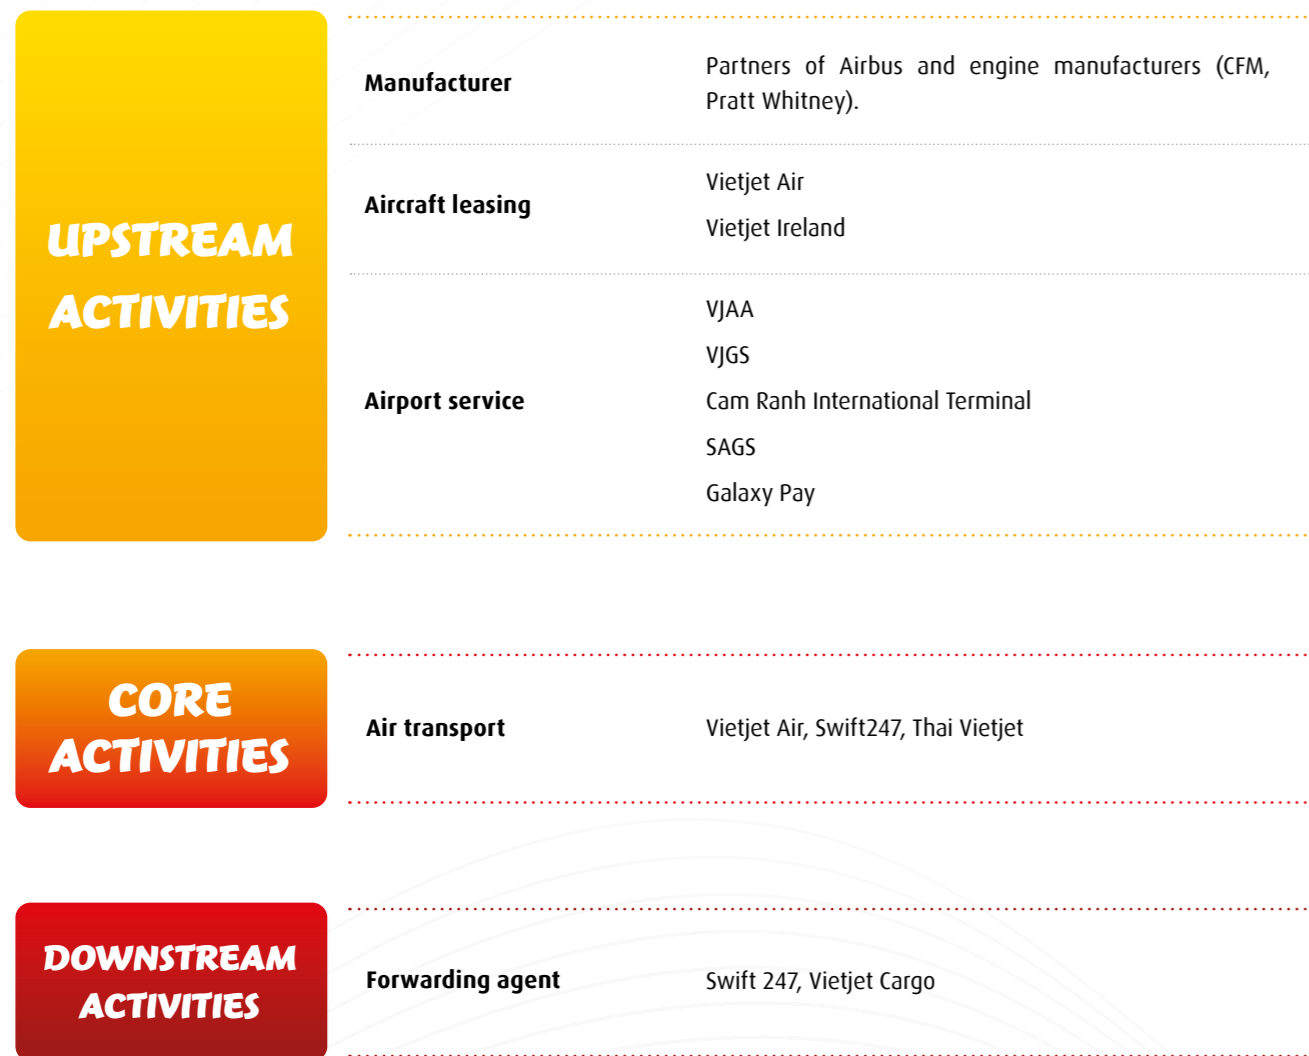 UPSTREAM
ACTIVITIES
Manufacturer
Partners of Airbus and engine manufacturers (CFM,
Pratt Whitney).
Aircraft leasing
Vietjet Air
Vietjet Ireland
Airport service
VJAA
VJGS
Cam Ranh International Terminal
SAGS
Galaxy Pay
CORE
ACTIVITIES
Air transport
Vietjet Air, Swift247, Thai Vietjet
DOWNSTREAM
ACTIVITIES
Forwarding agent
Swift 247, Vietjet Cargo